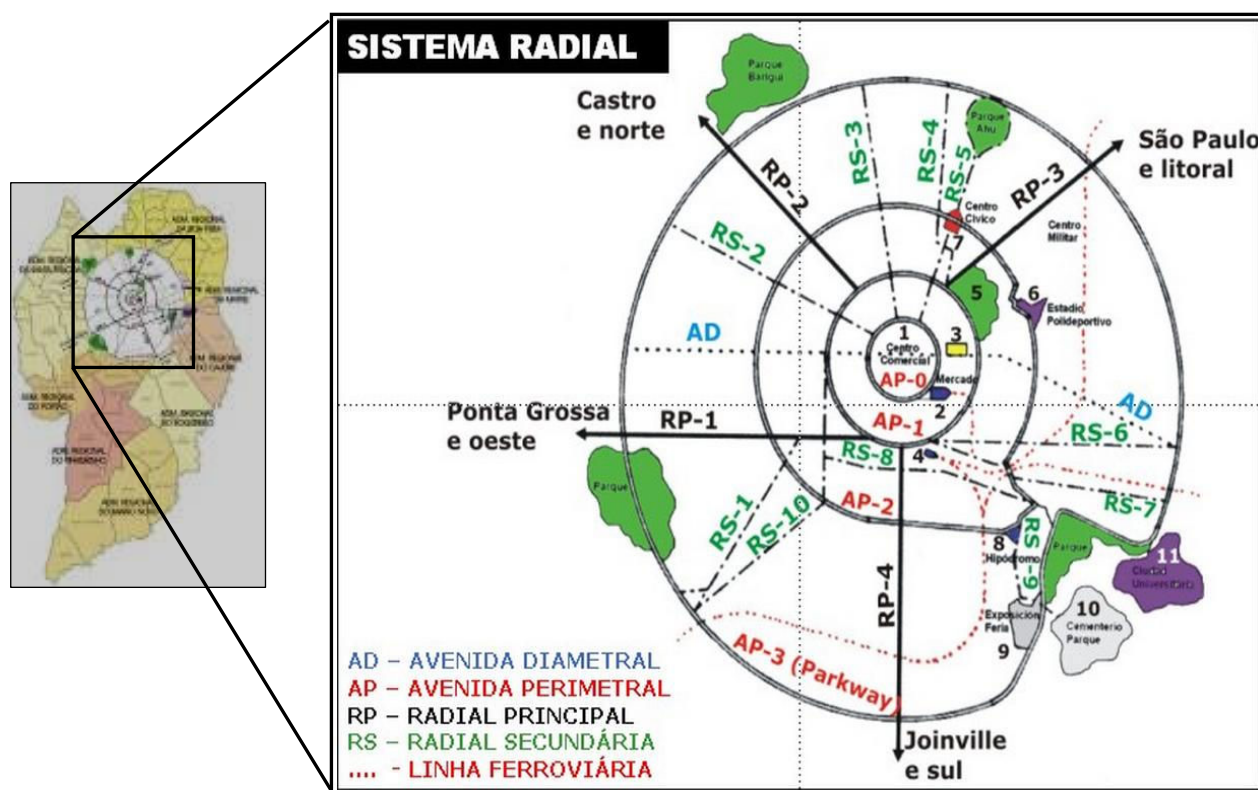 SISTEMA RADIAL
Parque
Barigui
Castro
e norte
RS-3
RS-4
RS-5
Parque
Ahu
São Paulo
e litoral
RP-2
RP-3
Centro
Cívico
7
Centro
Militar
RS-2
5
6
Estadio
Polideportivo
AD
1
Centro
Comercial
3
AP-0
Mercado
2
AD
Ponta Grossa
e oeste
RP-1
AP-1
RS-6
RS-8
4
Parque
RS-1
RS-10
AP-2
RS-7
8
Hipódromo
RS-9
Parque
11
Ciudad
Universitária
RP-4
10
Cementerio
Parque
Exposicion
Feria
9
AP-3 (Parkway)
AD – AVENIDA DIAMETRAL
AP – AVENIDA PERIMETRAL
RP – RADIAL PRINCIPAL
RS – RADIAL SECUNDÁRIA
.... - LINHA FERROVIÁRIA
Joinville
e sul